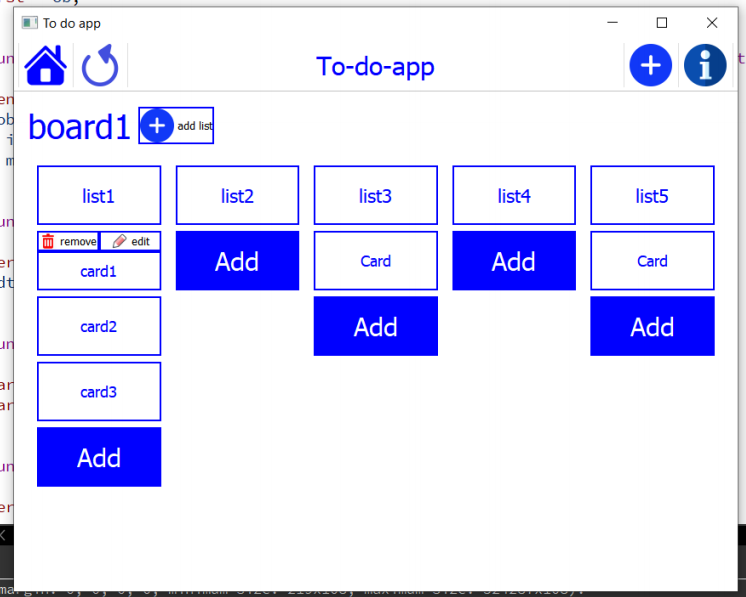 To do app
To-do-app
board1
add list
list1
list2
list3
list4
list5
remove
edit
Add
Card
Add
Card
card1
card2
Add
Add
card3
Add